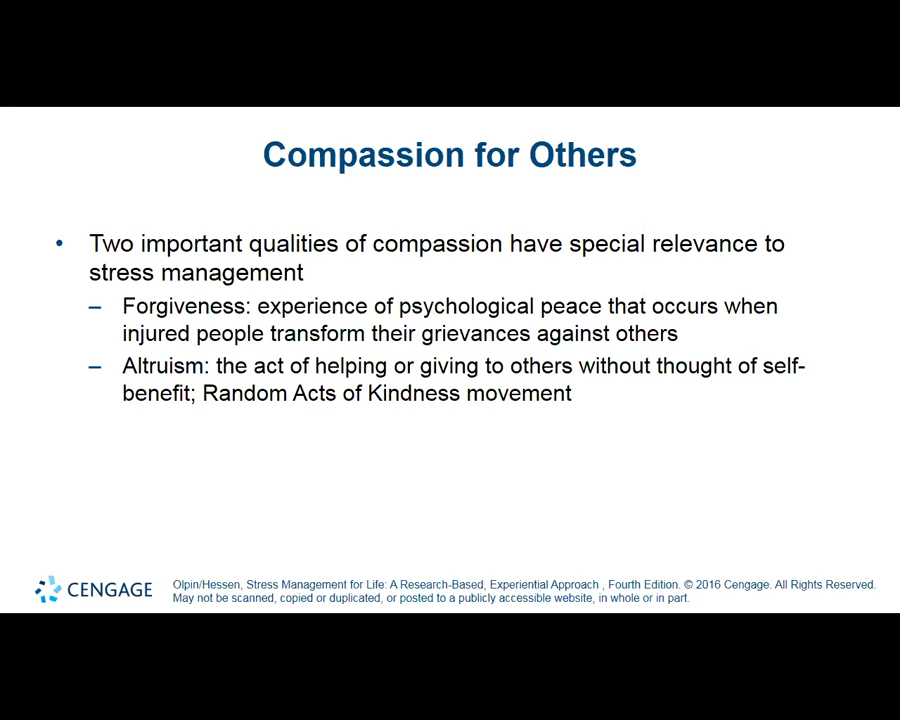 Compassion for Others
• Two important qualities of compassion have special relevance to
stress management
– Forgiveness: experience of psychological peace that occurs when
injured people transform their grievances against others
– Altruism: the act of helping or giving to others without thought of self-
benefit; Random Acts of Kindness movement
CENGAGE
Olpin/Hessen, Stress Management for Life: A Research-Based, Experiential Approach , Fourth Edition. © 2016 Cengage. All Rights Reserved.
May not be scanned, copied or duplicated, or posted to a publicly accessible website, in whole or in part.